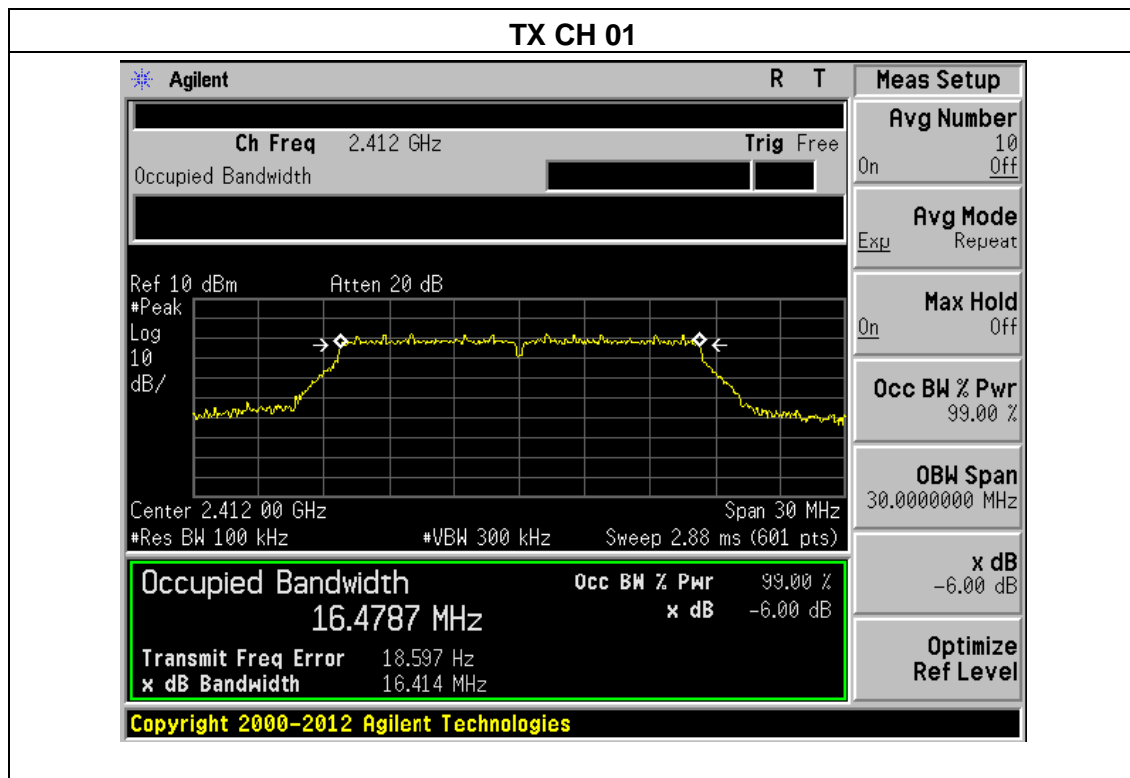 TX CH 01
Agilent R T
Ch Freq 2.412 GHz Trig Free
Occupied Bandwidth
Ref 10 dBm Atten 20 dB
#Peak
Log
10
dB/
Center 2.412 00 GHz Span 30 MHz
#Res BW 100 kHz #VBW 300 kHz Sweep 2.88 ms (601 pts)
Occupied Bandwidth Occ BW % Pwr 99.00 %
16.4787 MHz x dB -6.00 dB
Transmit Freq Error 18.597 Hz
x dB Bandwidth 16.414 MHz
Copyright 2000-2012 Agilent Technologies
Meas Setup
Avg Number
10
On Off
Avg Mode
Exp Repeat
Max Hold
On Off
Occ BW % Pwr
99.00 %
OBW Span
30.0000000 MHz
x dB
-6.00 dB
Optimize
Ref Level